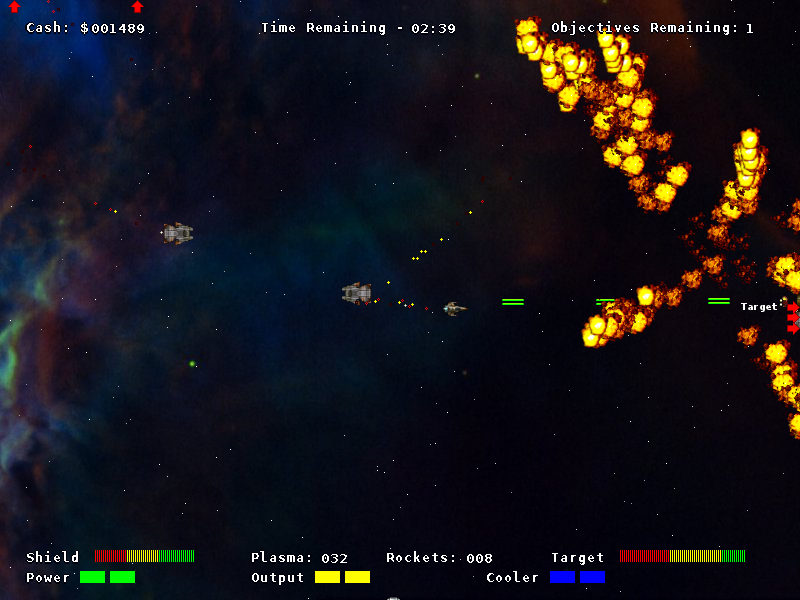 Cash: $001489 Time Remaining - 02:39 Objectives Remaining: 1
Target
Shield Plasma: 032 Rockets: 008 Target
Power Output Cooler